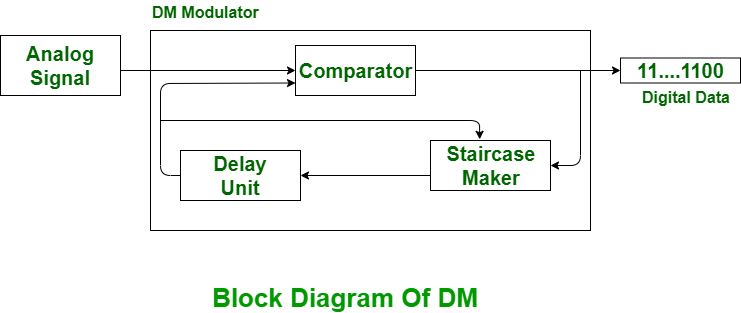 DM Modulator
Analog
Signal
Comparator
11....1100
Digital Data
Staircase
Maker
Delay
Unit
Block Diagram Of DM